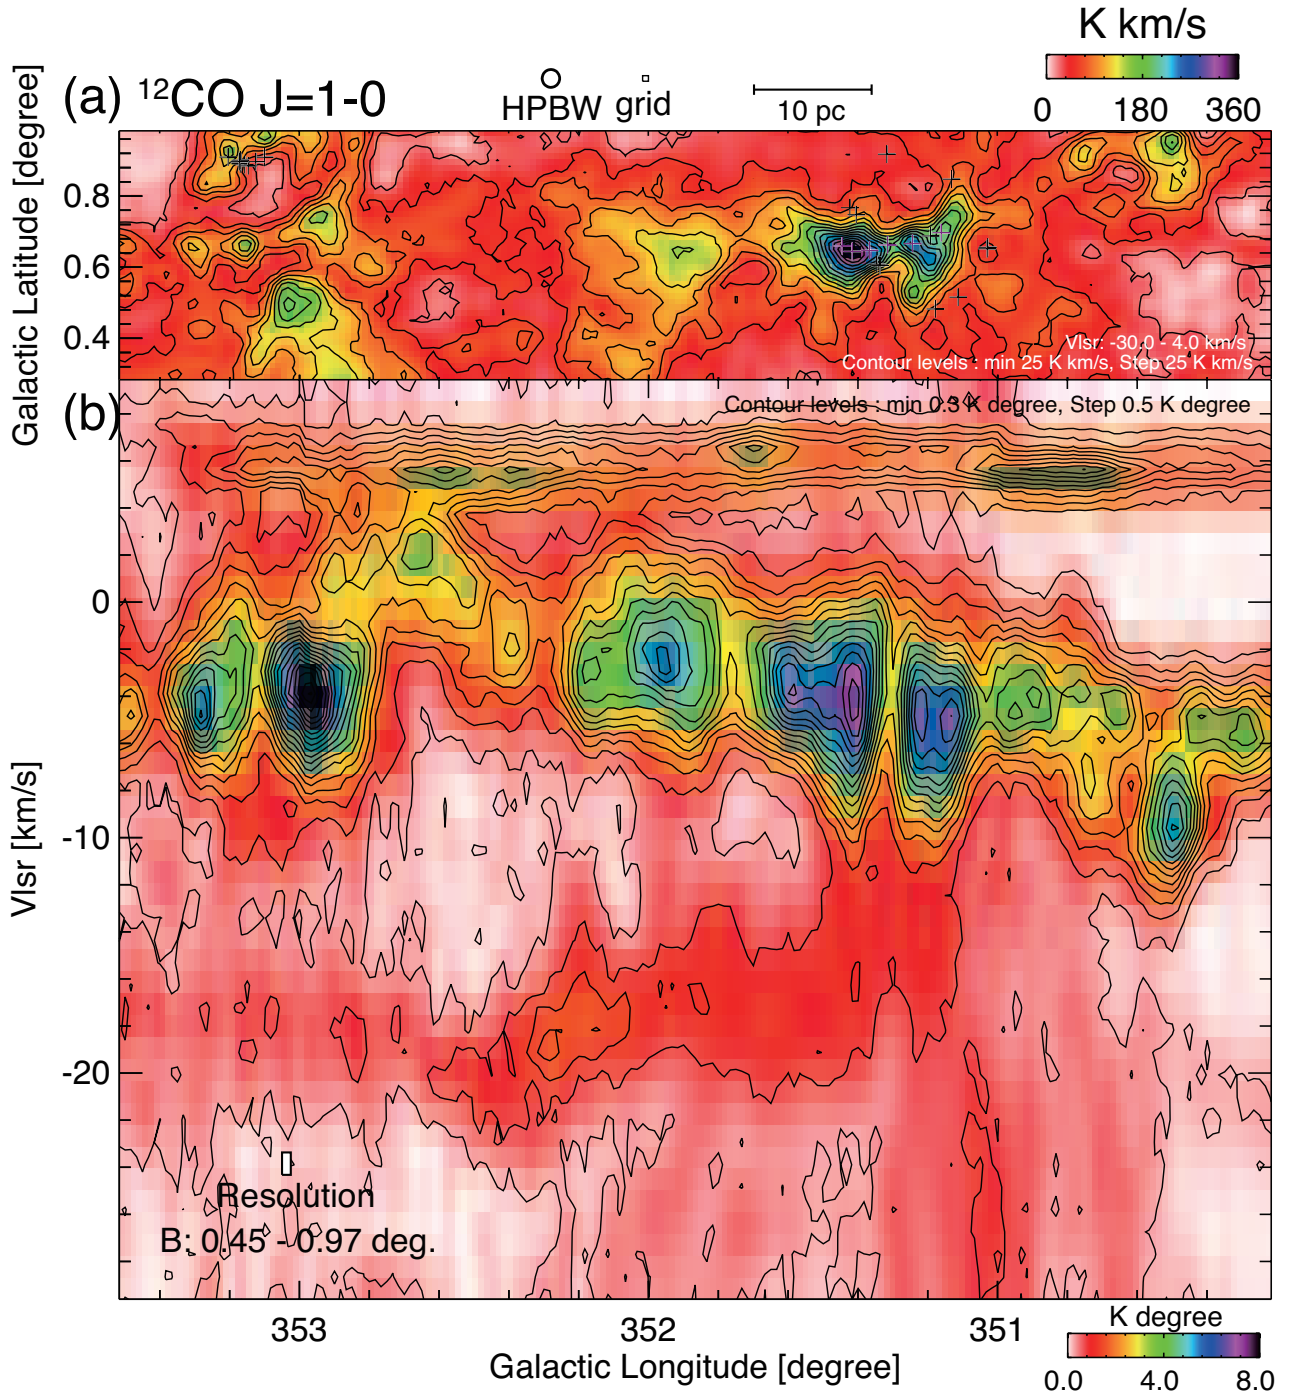 K km/s
(a) ¹²CO J=1-0
HPBW grid
10 pc
0 180 360
Galactic Latitude [degree]
0.8
0.6
0.4
Vlsr: -30.0 - 4.0 km/s
Contour levels : min 25 K km/s, Step 25 K km/s
(b)
Contour levels : min 0.3 K degree, Step 0.5 K degree
Vlsr [km/s]
0
-10
-20
Resolution
B: 0.45 - 0.97 deg.
353 352 351
Galactic Longitude [degree]
K degree
0.0 4.0 8.0